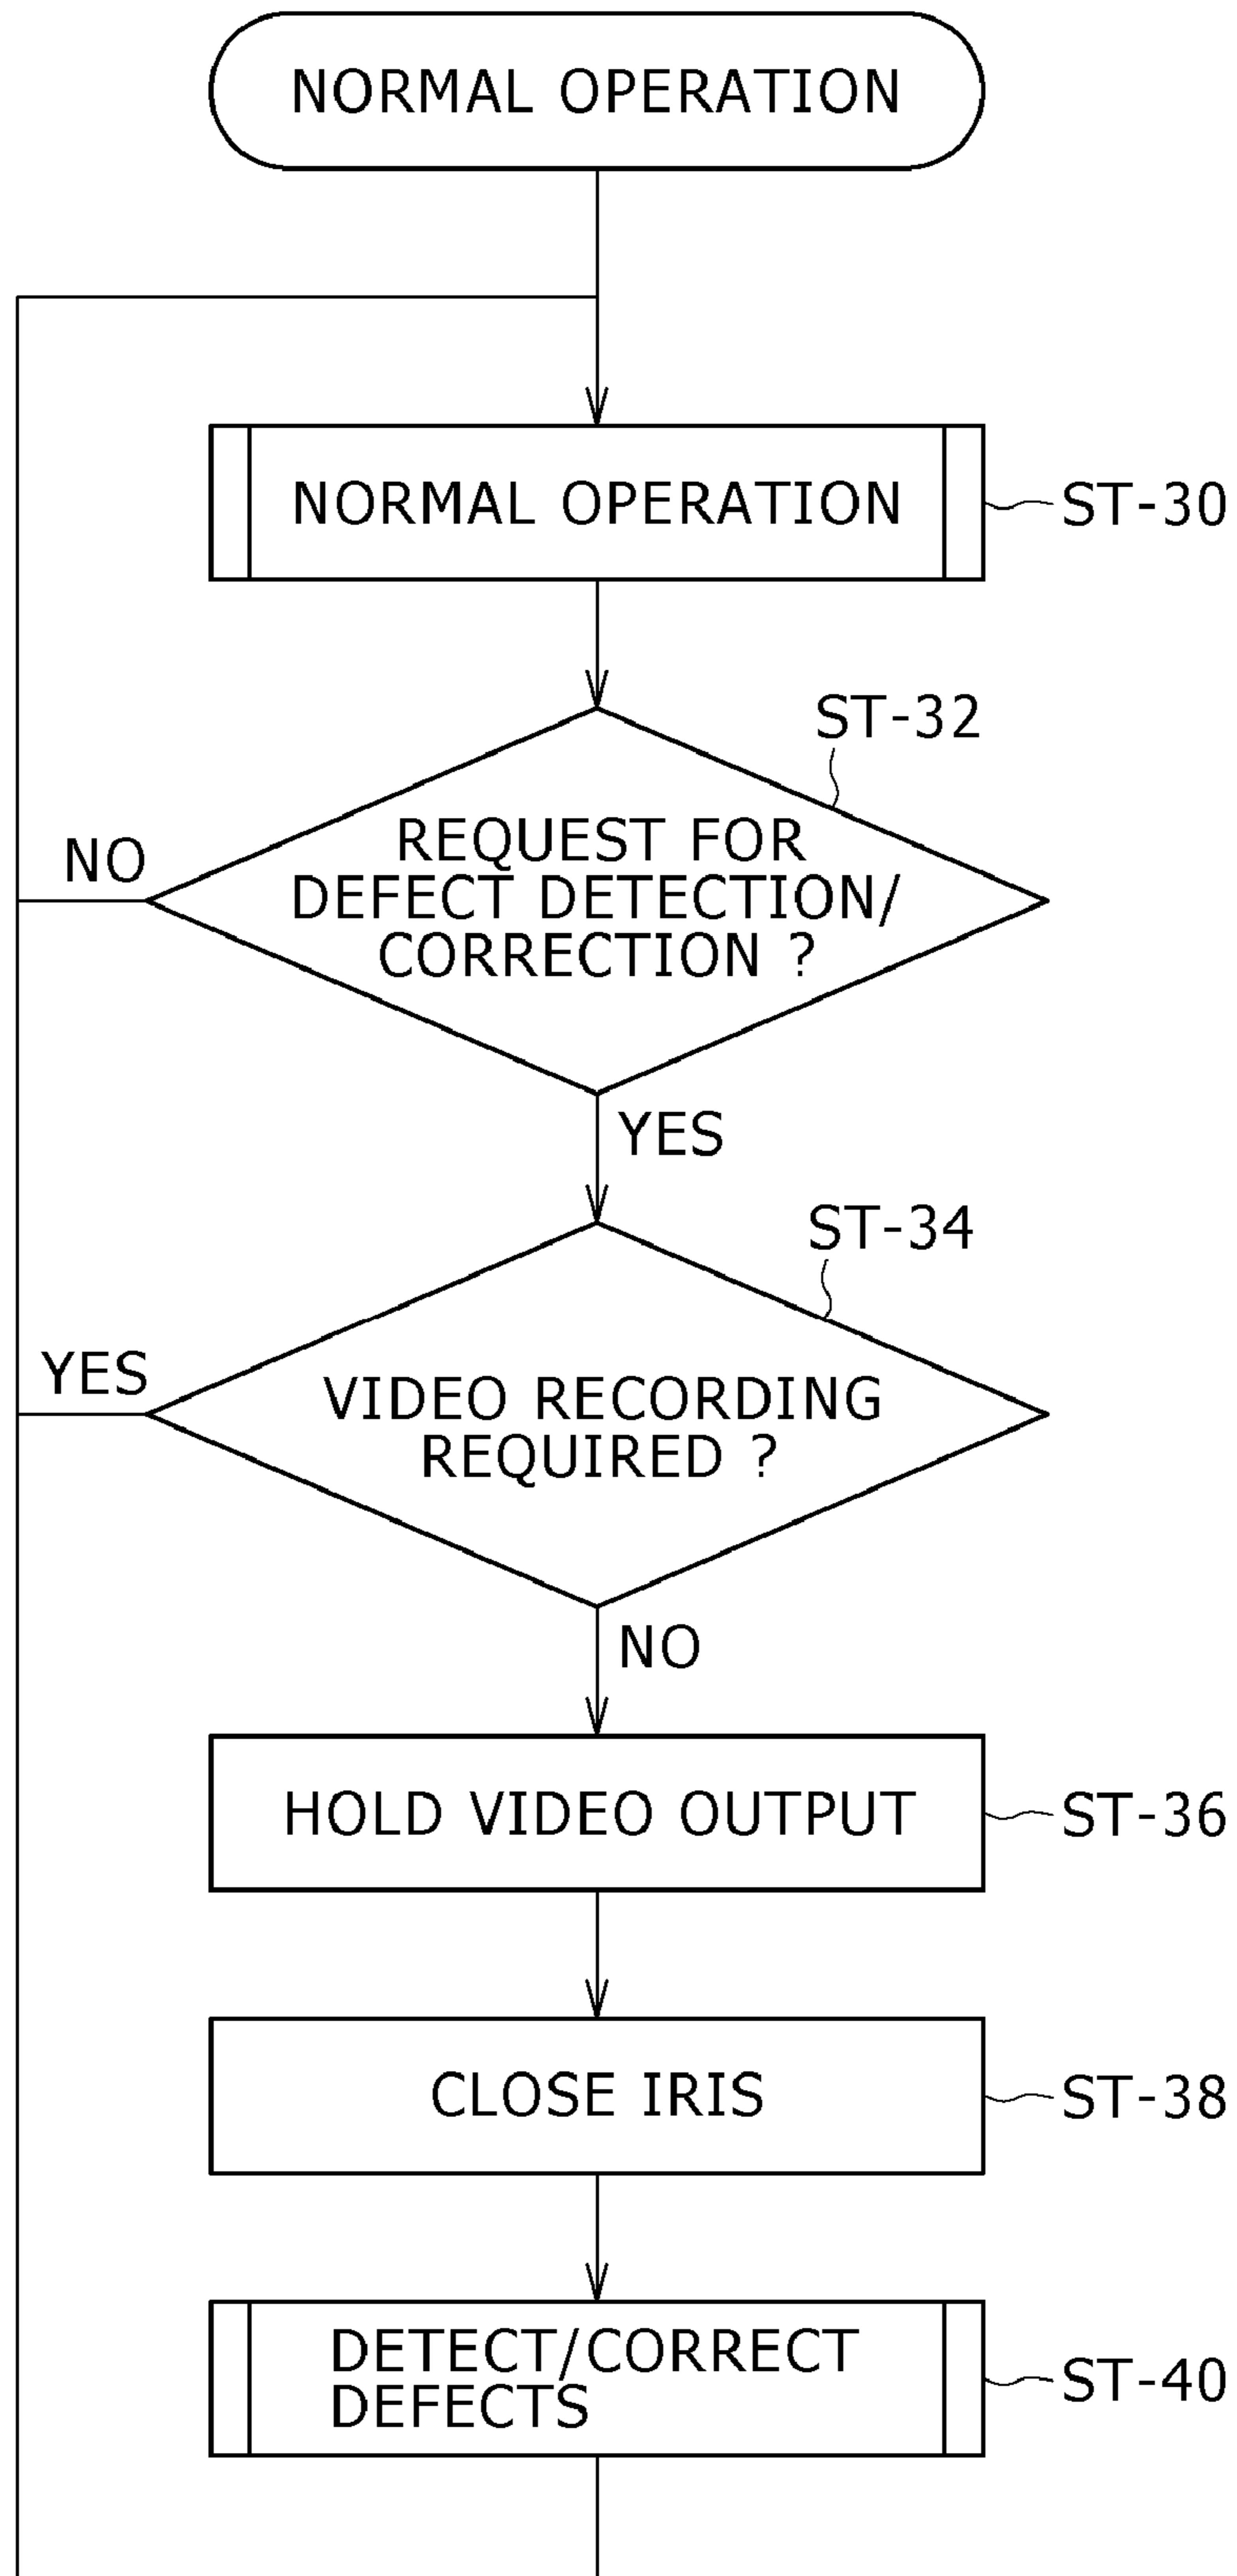 NORMAL OPERATION
NORMAL OPERATION
ST-30
ST-32
REQUEST FOR
DEFECT DETECTION/
CORRECTION ?
NO
YES
ST-34
VIDEO RECORDING
REQUIRED ?
YES
NO
HOLD VIDEO OUTPUT
ST-36
CLOSE IRIS
ST-38
DETECT/CORRECT
DEFECTS
ST-40